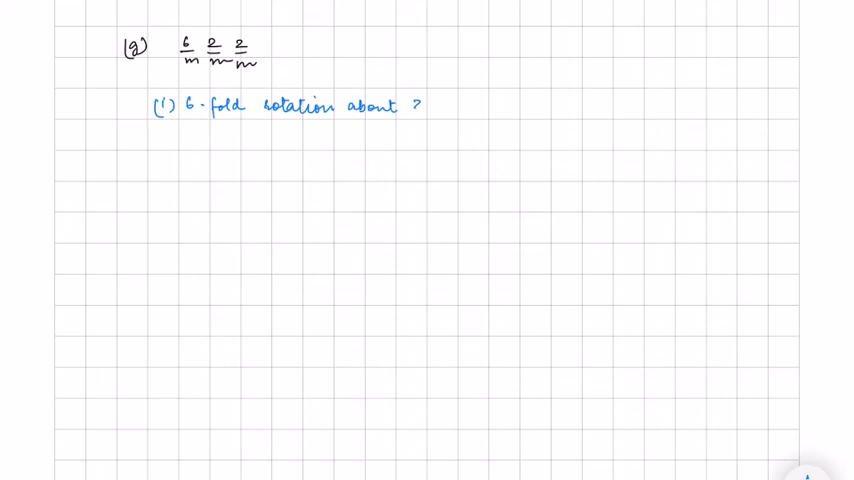 (g) 6/m 2/m 2/m
(1) 6-fold rotation about